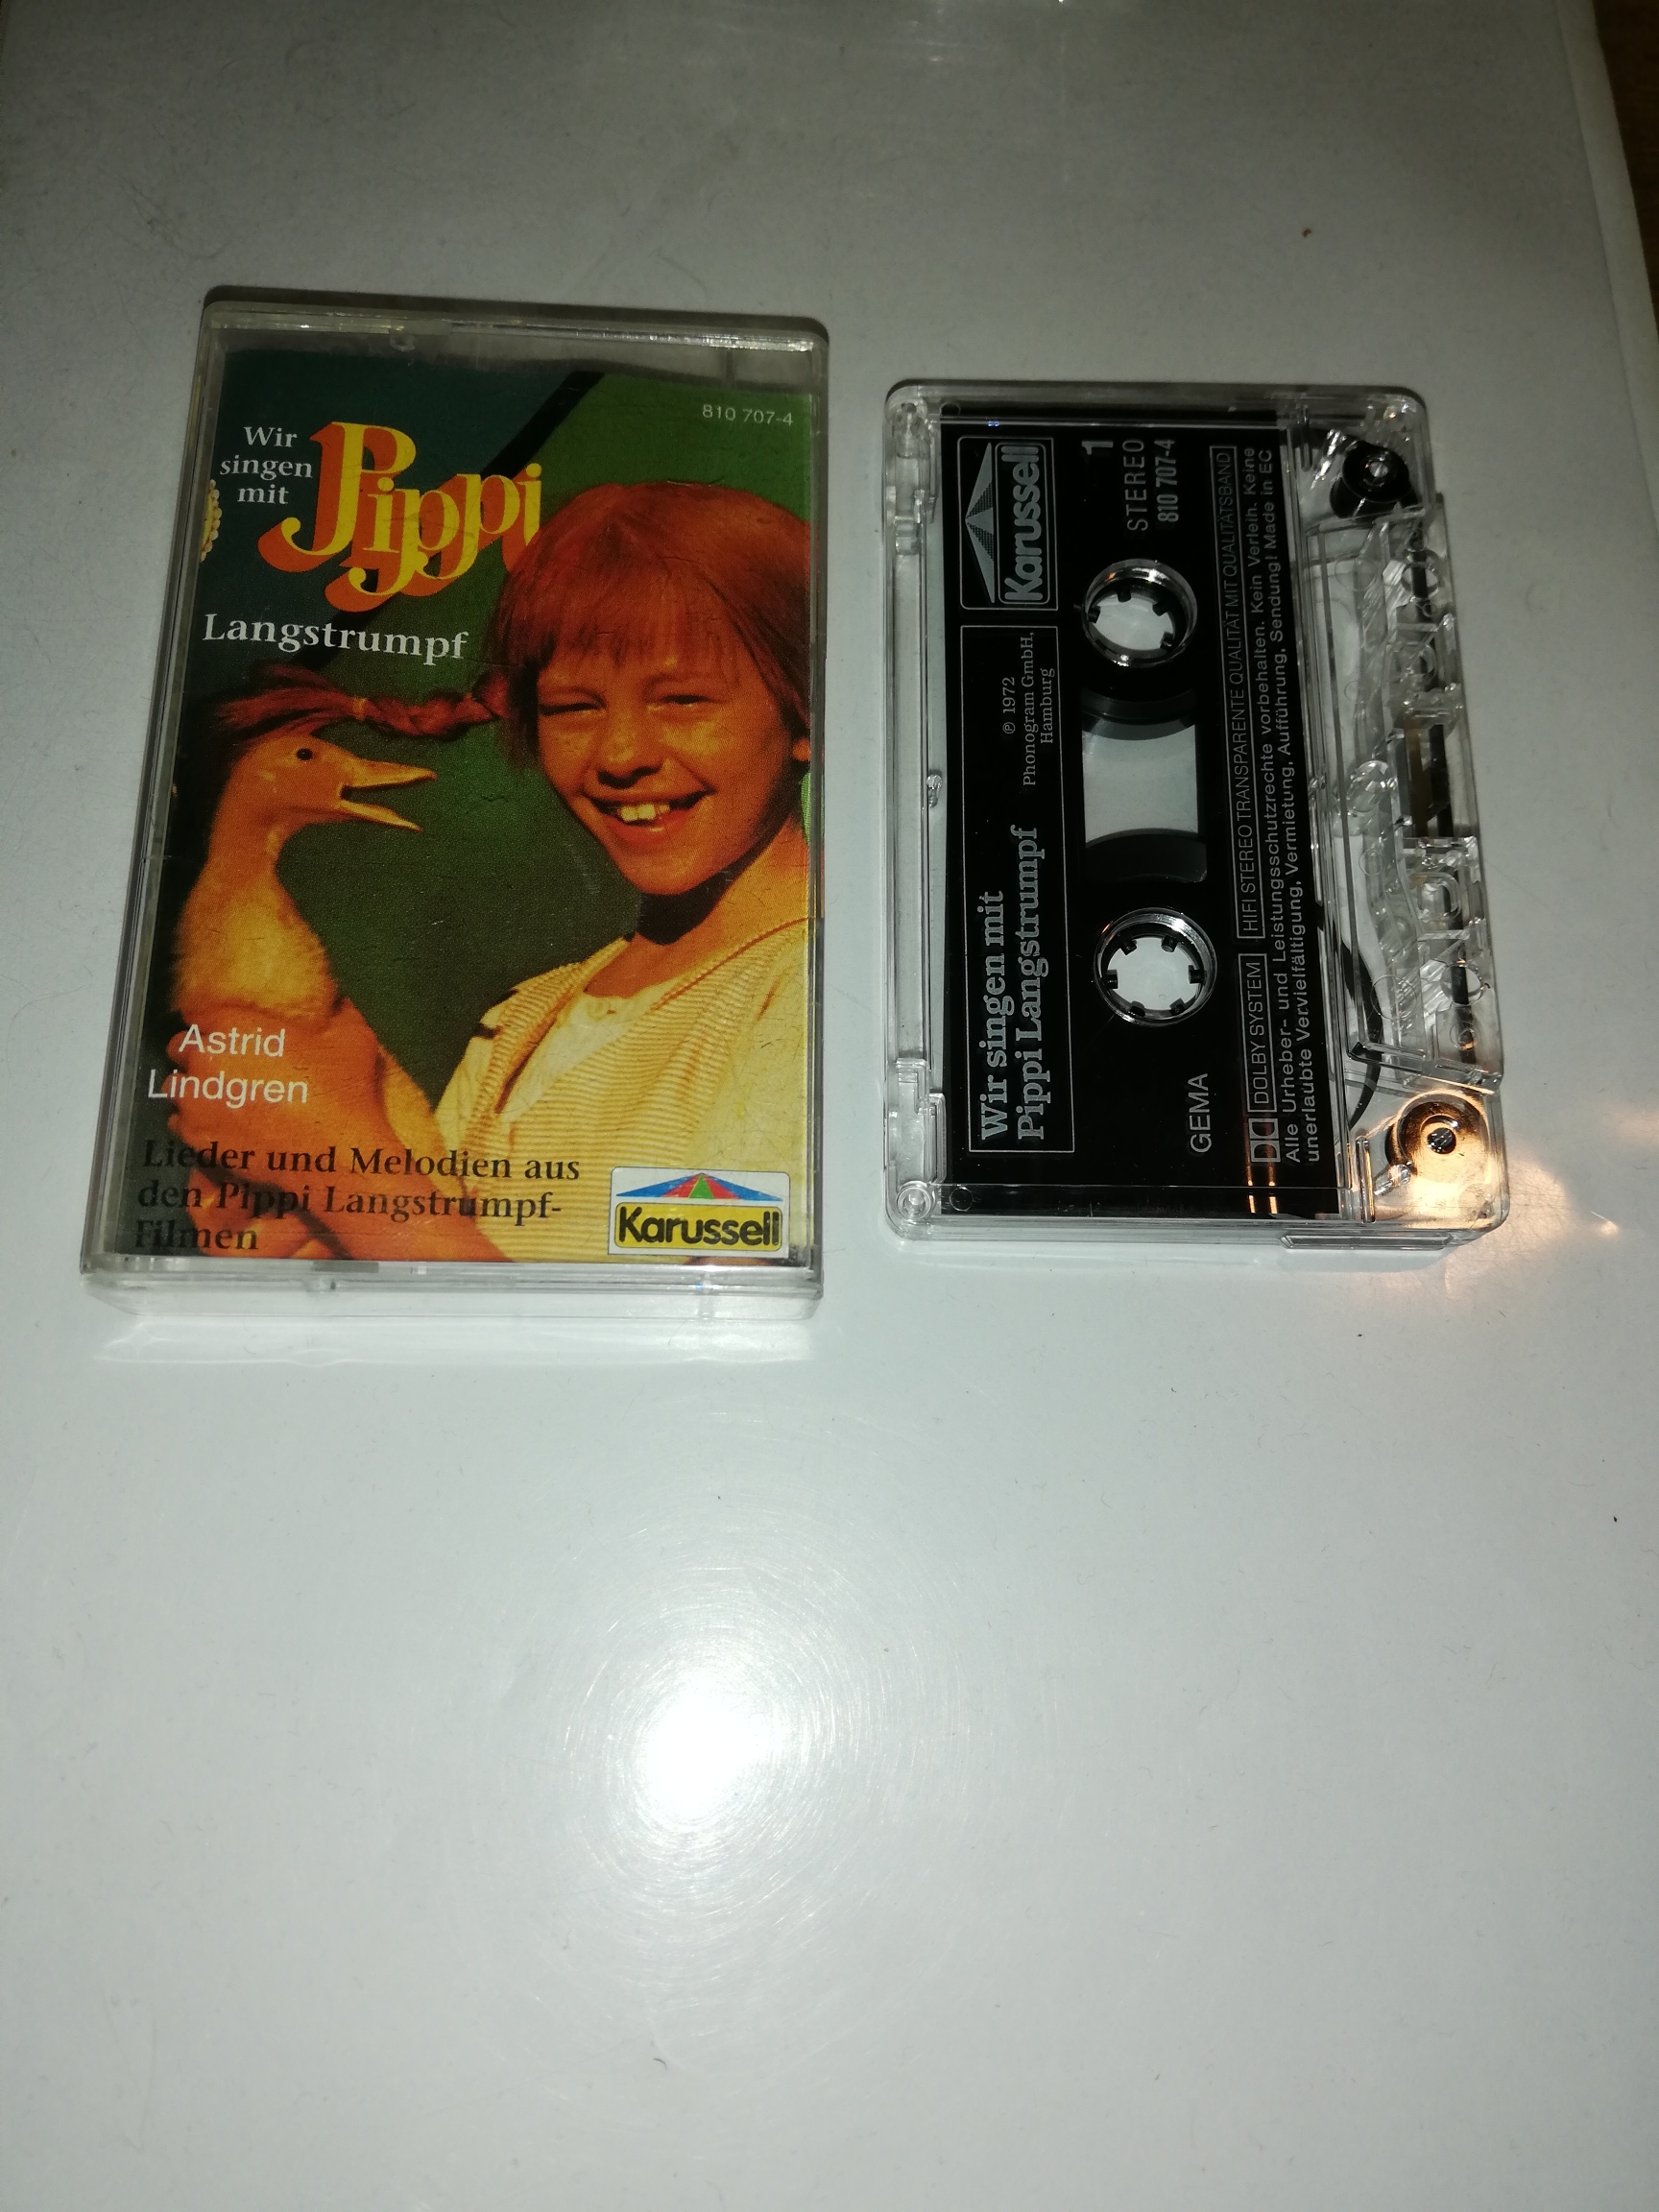 810 707-4
Wir
singen
mit
Pippi
Langstrumpf
Astrid
Lindgren
Lieder und Melodien aus
den Pippi Langstrumpf-
Filmen
Karussell
Karussell
1
STEREO
810 707-4
Wir singen mit
Pippi Langstrumpf
℗ 1972
Phonogram GmbH,
Hamburg
GEMA
DOLBY SYSTEM HIFI STEREO TRANSPARENTE QUALITÄT MIT QUALITÄTSBAND
Alle Urheber- und Leistungsschutzrechte vorbehalten. Kein Verleih. Keine
unerlaubte Vervielfältigung, Vermietung, Aufführung, Sendung! Made in EC